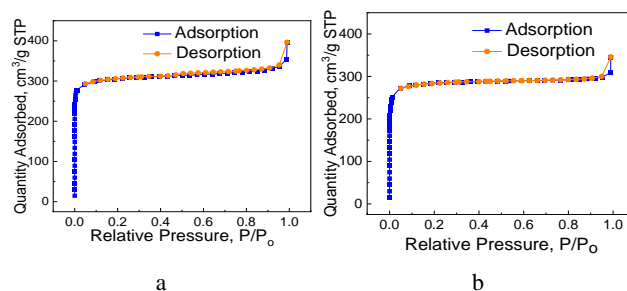 Adsorption
Desorption
400
300
200
100
0
Quantity Adsorbed, cm³/g STP
0.0 0.2 0.4 0.6 0.8 1.0
Relative Pressure, P/Po
a
Adsorption
Desorption
400
300
200
100
0
Quantity Adsorbed, cm³/g STP
0.0 0.2 0.4 0.6 0.8 1.0
Relative Pressure, P/Po
b